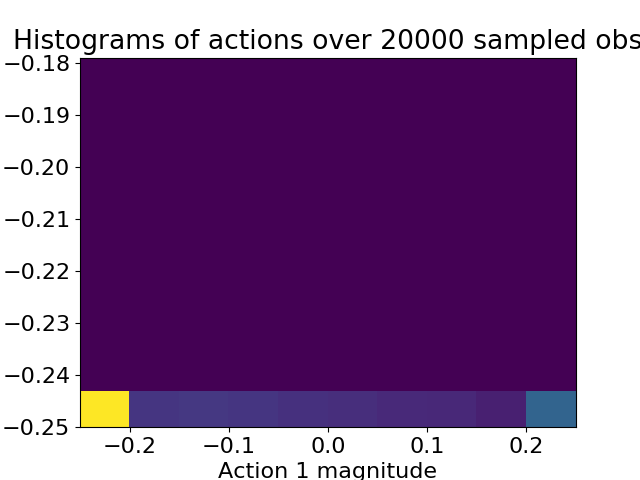 Histograms of actions over 20000 sampled obs
−0.18
−0.19
−0.20
−0.21
−0.22
−0.23
−0.24
−0.25
−0.2 −0.1 0.0 0.1 0.2
Action 1 magnitude